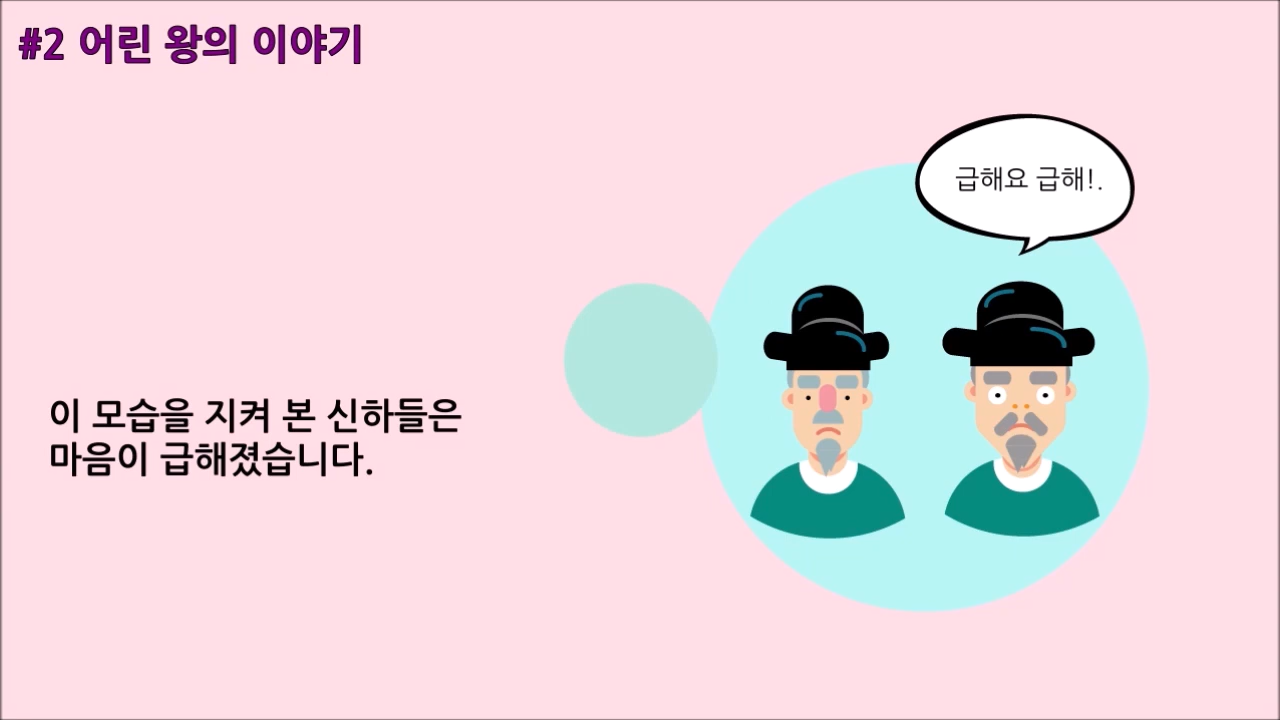 #2 어린 왕의 이야기
급해요 급해!.
이 모습을 지켜 본 신하들은
마음이 급해졌습니다.